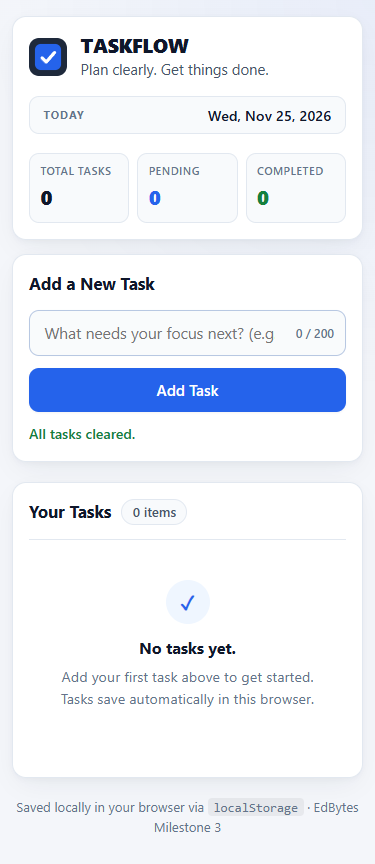 TASKFLOW
Plan clearly. Get things done.
TODAY Wed, Nov 25, 2026
TOTAL TASKS PENDING COMPLETED
0 0 0
Add a New Task
What needs your focus next? (e.g 0 / 200
Add Task
All tasks cleared.
Your Tasks 0 items
No tasks yet.
Add your first task above to get started.
Tasks save automatically in this browser.
Saved locally in your browser via localStorage · EdBytes
Milestone 3